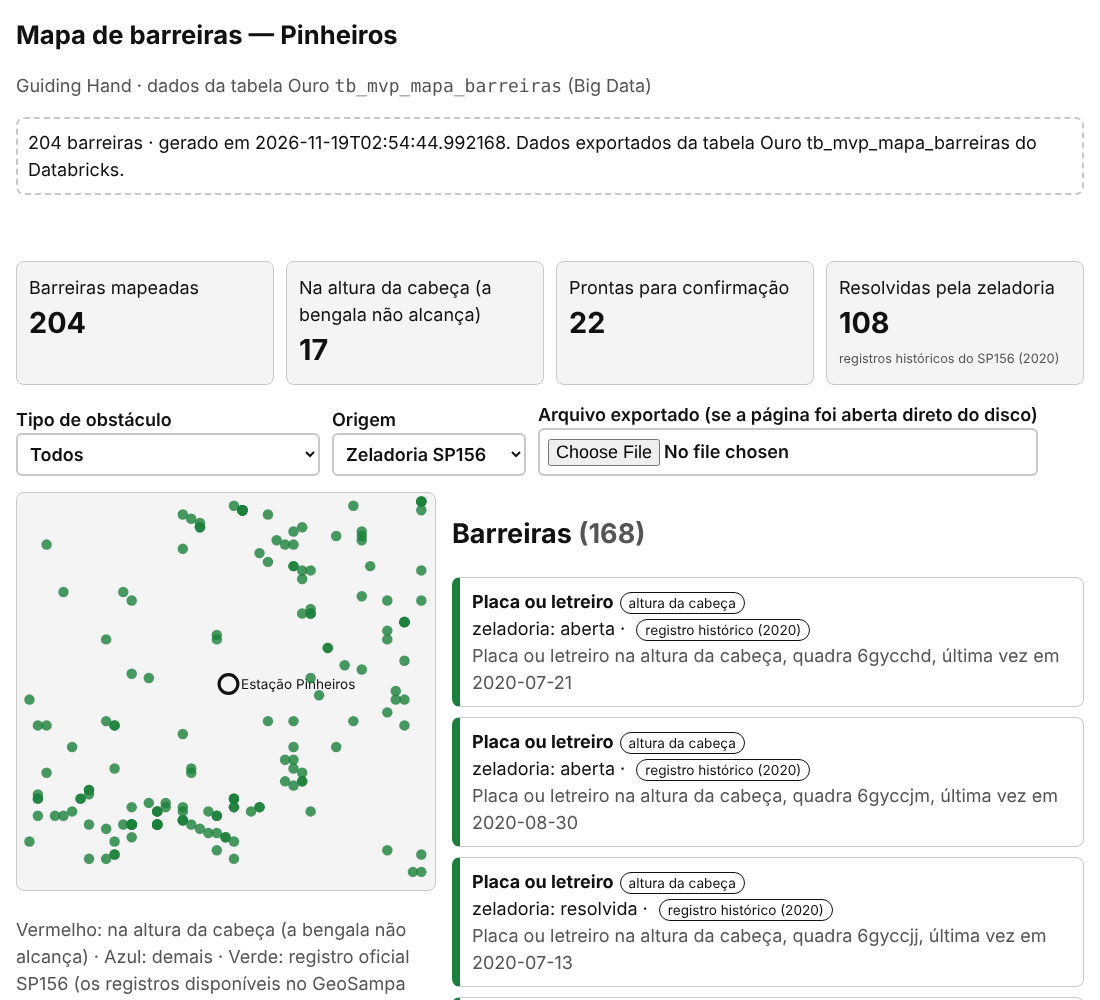 Mapa de barreiras — Pinheiros
Guiding Hand · dados da tabela Ouro tb_mvp_mapa_barreiras (Big Data)
204 barreiras · gerado em 2026-11-19T02:54:44.992168. Dados exportados da tabela Ouro tb_mvp_mapa_barreiras do
Databricks.
Barreiras mapeadas
204
Na altura da cabeça (a
bengala não alcança)
17
Prontas para confirmação
22
Resolvidas pela zeladoria
108
registros históricos do SP156 (2020)
Tipo de obstáculo
Todos
Origem
Zeladoria SP156
Arquivo exportado (se a página foi aberta direto do disco)
Choose File No file chosen
Estação Pinheiros
Vermelho: na altura da cabeça (a bengala não
alcança) · Azul: demais · Verde: registro oficial
SP156 (os registros disponíveis no GeoSampa
Barreiras (168)
Placa ou letreiro altura da cabeça
zeladoria: aberta · registro histórico (2020)
Placa ou letreiro na altura da cabeça, quadra 6gycchd, última vez em
2020-07-21
Placa ou letreiro altura da cabeça
zeladoria: aberta · registro histórico (2020)
Placa ou letreiro na altura da cabeça, quadra 6gyccjm, última vez em
2020-08-30
Placa ou letreiro altura da cabeça
zeladoria: resolvida · registro histórico (2020)
Placa ou letreiro na altura da cabeça, quadra 6gyccjj, última vez em
2020-07-13